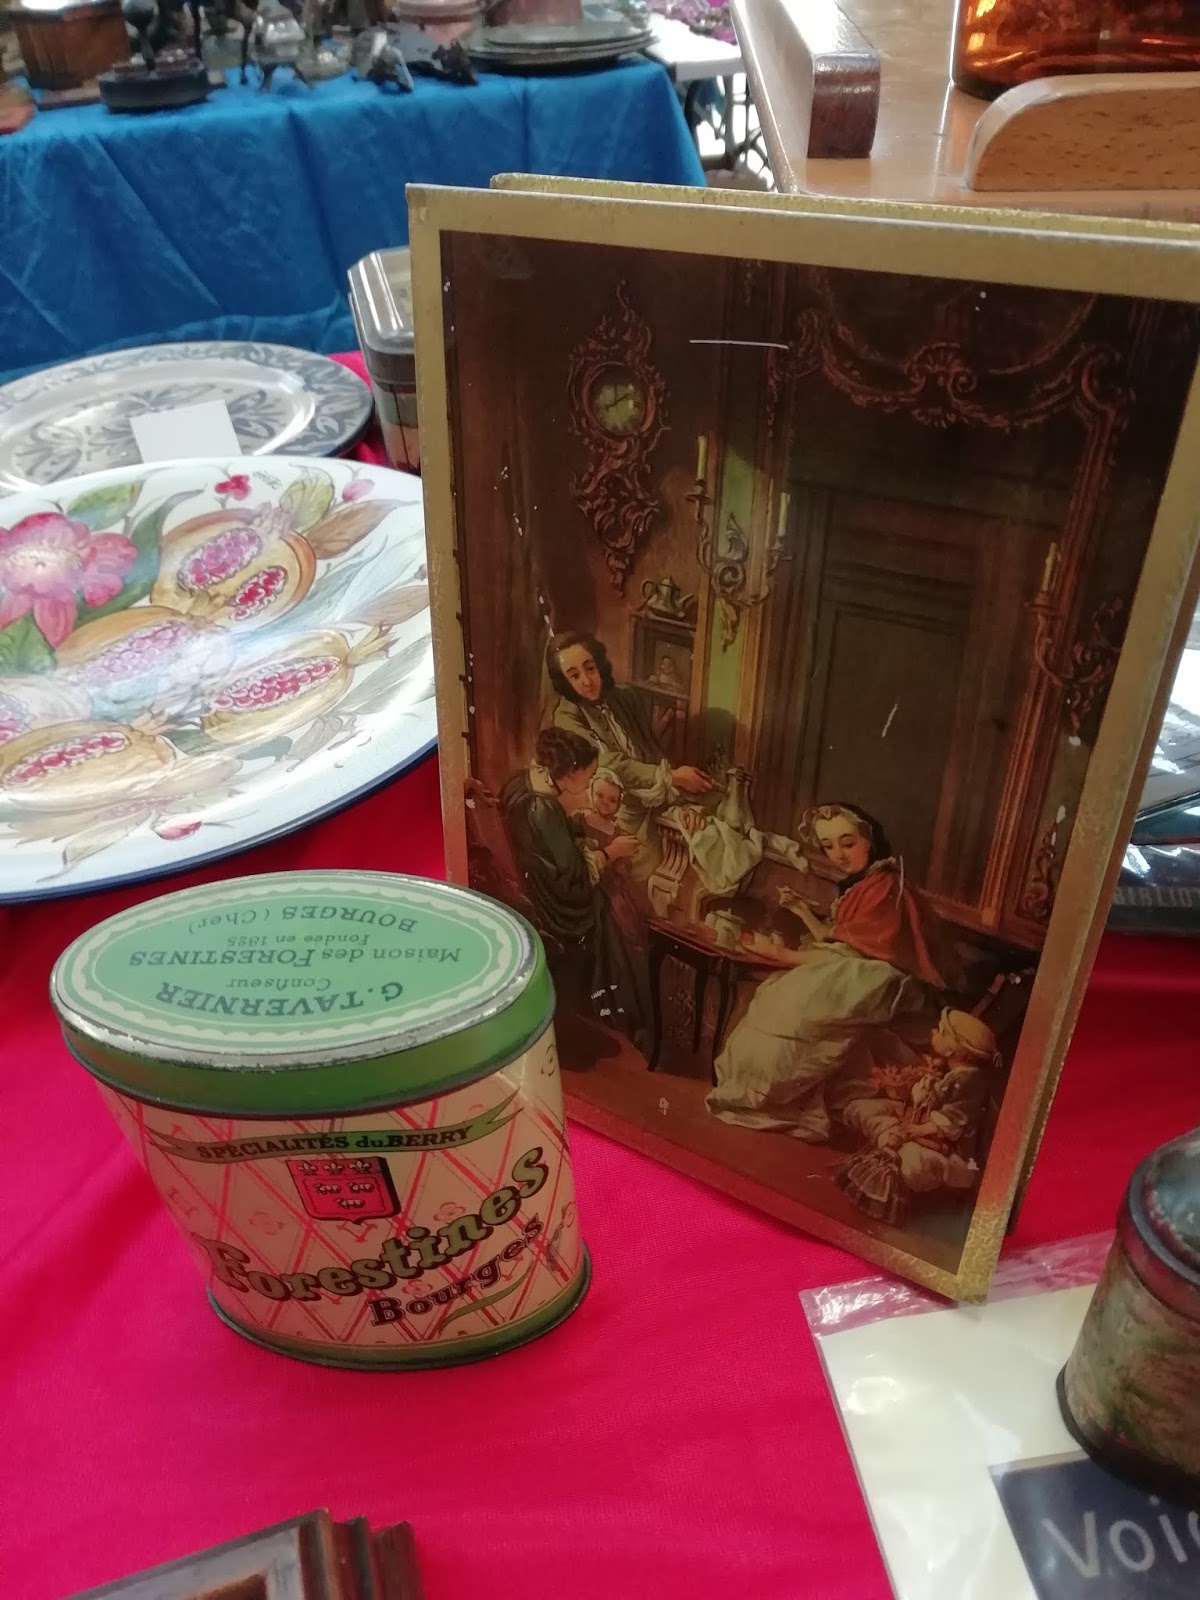 G. TAVERNIER
Confiseur
Maison des FORESTINES
Fondée en 1825
BOURGES (Cher)
SPÉCIALITÉS du BERRY
Forestines
Bourges